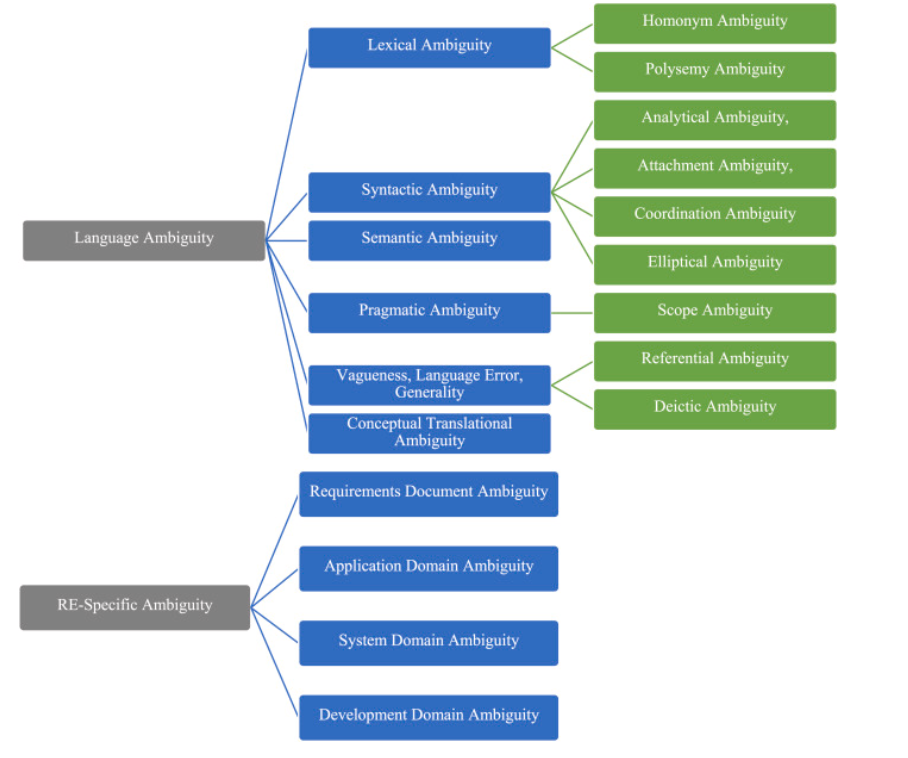 Language Ambiguity
Lexical Ambiguity
Homonym Ambiguity
Polysemy Ambiguity
Syntactic Ambiguity
Analytical Ambiguity,
Attachment Ambiguity,
Coordination Ambiguity
Elliptical Ambiguity
Semantic Ambiguity
Pragmatic Ambiguity
Scope Ambiguity
Vagueness, Language Error,
Generality
Referential Ambiguity
Deictic Ambiguity
Conceptual Translational
Ambiguity
RE-Specific Ambiguity
Requirements Document Ambiguity
Application Domain Ambiguity
System Domain Ambiguity
Development Domain Ambiguity